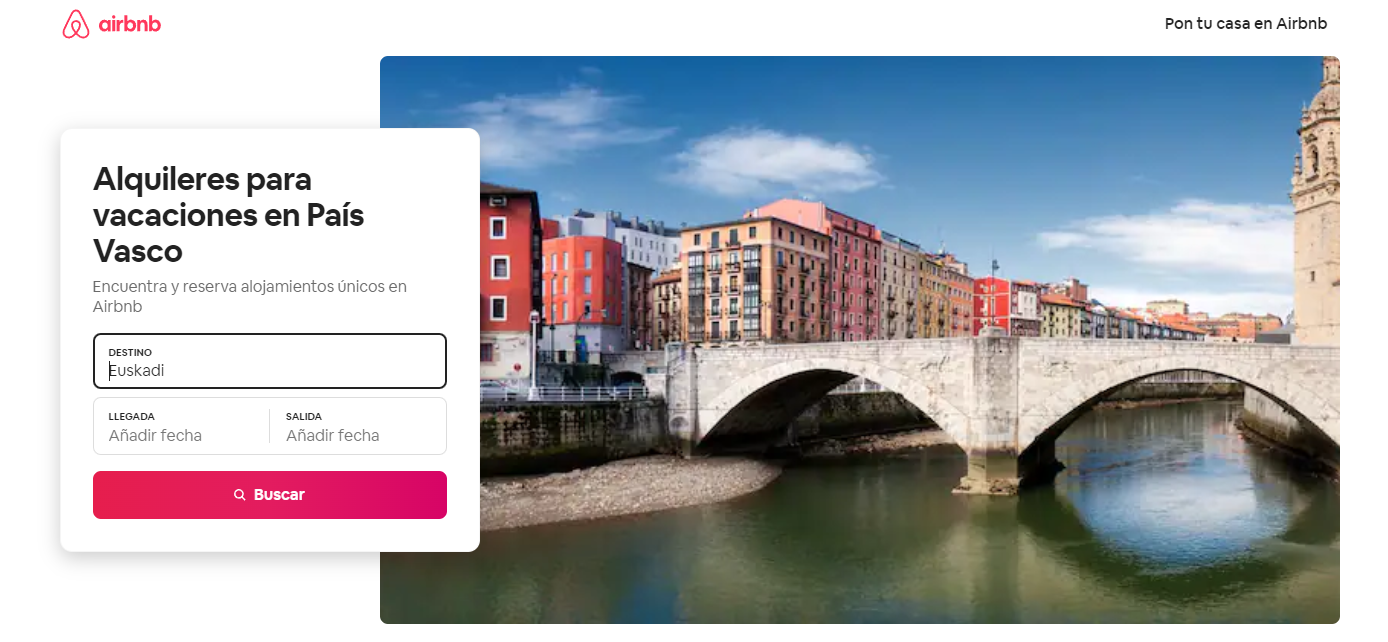 airbnb
Pon tu casa en Airbnb
Alquileres para
vacaciones en País
Vasco
Encuentra y reserva alojamientos únicos en
Airbnb
DESTINO
Euskadi
LLEGADA SALIDA
Añadir fecha Añadir fecha
Buscar